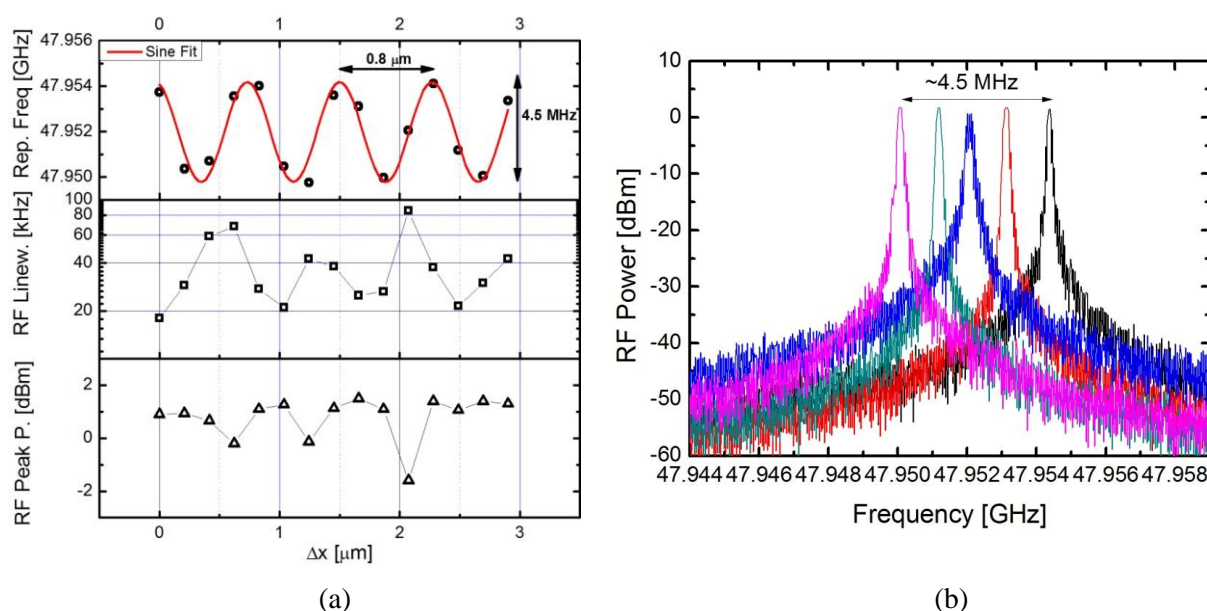 0 1 2 3
47.956
47.954
47.952
47.950
Rep. Freq [GHz]
Sine Fit
0.8 μm
4.5 MHz
100
80
60
40
20
RF Linew. [kHz]
2
0
-2
RF Peak P. [dBm]
0 1 2 3
Δx [μm]
(a)
10
0
-10
-20
-30
-40
-50
-60
RF Power [dBm]
~4.5 MHz
47.944 47.946 47.948 47.950 47.952 47.954 47.956 47.958
Frequency [GHz]
(b)